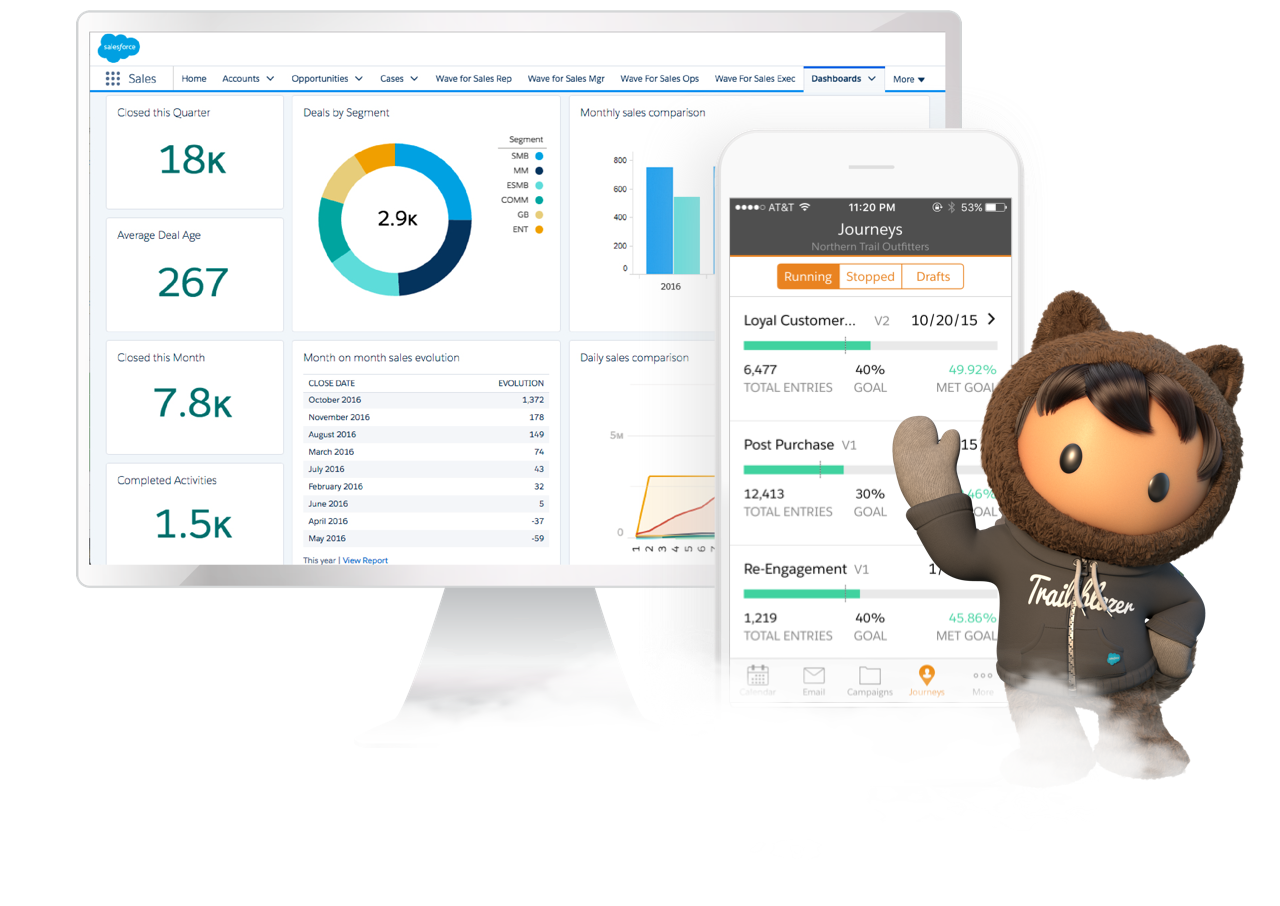 salesforce
Sales
Home
Accounts
Opportunities
Cases
Wave for Sales Rep
Wave for Sales Mgr
Wave For Sales Ops
Wave For Sales Exec
Dashboards
More
Closed this Quarter
18K
Average Deal Age
267
Closed this Month
7.8K
Completed Activities
1.5K
Deals by Segment
2.9K
Segment
SMB
MM
ESMB
COMM
GB
ENT
Month on month sales evolution
CLOSE DATE EVOLUTION
October 2016 1,372
November 2016 178
August 2016 149
March 2016 74
July 2016 43
February 2016 32
June 2016 5
April 2016 -37
May 2016 -59
This year | View Report
Monthly sales comparison
800
600
400
200
0
2016
Daily sales comparison
5M
0
1 2 3 4 5 6 7
AT&T 11:20 PM 53%
Journeys
Northern Trail Outfitters
Running Stopped Drafts
Loyal Customer... V2 10/20/15
6,477 40% 49.92%
TOTAL ENTRIES GOAL MET GOAL
Post Purchase V1 15
12,413 30% 46%
TOTAL ENTRIES GOAL
Re-Engagement V1 1/
1,219 40% 45.86%
TOTAL ENTRIES GOAL MET GOAL
Calendar Email Campaigns Journeys More
Trailblazer